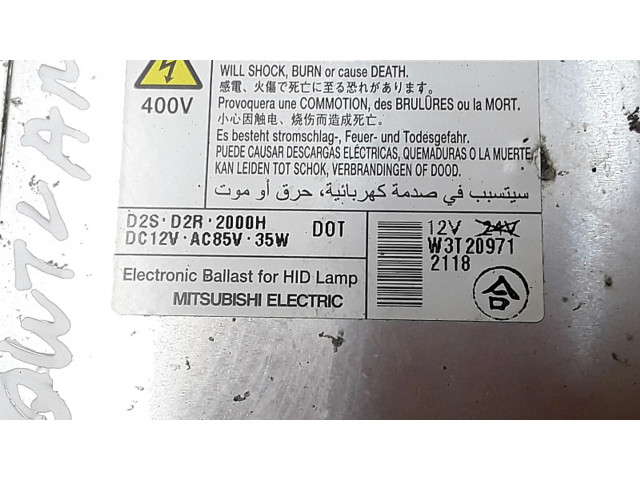 WILL SHOCK, BURN or cause DEATH.
感電、火傷で死亡に至る恐れがあります。
Provoquera une COMMOTION, des BRULÛRES ou la MORT.
小心因触电、烧伤而造成死亡。
Es besteht stromschlag-, Feuer- und Todesgefahr.
PUEDE CAUSAR DESCARGAS ELÉCTRICAS, QUEMADURAS O LA MUERTE
KAN LEIDEN TOT SCHOK, VERBRANDINGEN OF DOOD.
سيتسبب في صدمة كهربائية، حرق أو موت
400V
D2S·D2R·2000H DOT
DC12V·AC85V·35W
12V 24V
W3T20971
2118
合
Electronic Ballast for HID Lamp
MITSUBISHI ELECTRIC